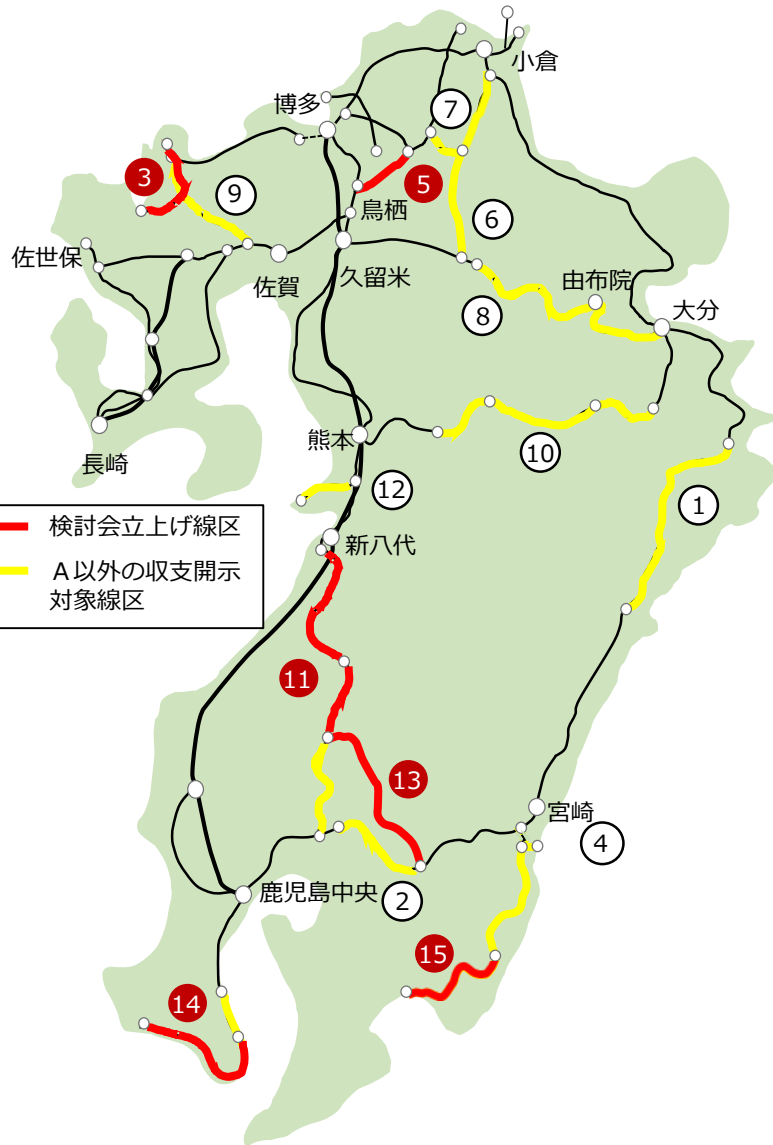 小倉
博多
7
3
9
5
鳥栖
6
佐世保
佐賀
久留米
由布院
大分
8
熊本
10
長崎
12
1
検討会立上げ線区
新八代
A以外の収支開示
対象線区
11
13
宮崎
4
鹿児島中央
2
15
14